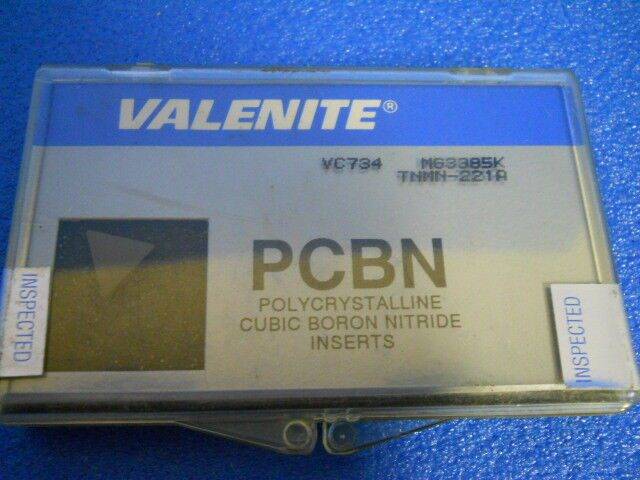 VALENITE®
VC734 M63385K
TNMN-221A
PCBN
POLYCRYSTALLINE
CUBIC BORON NITRIDE
INSERTS
INSPECTED
INSPECTED